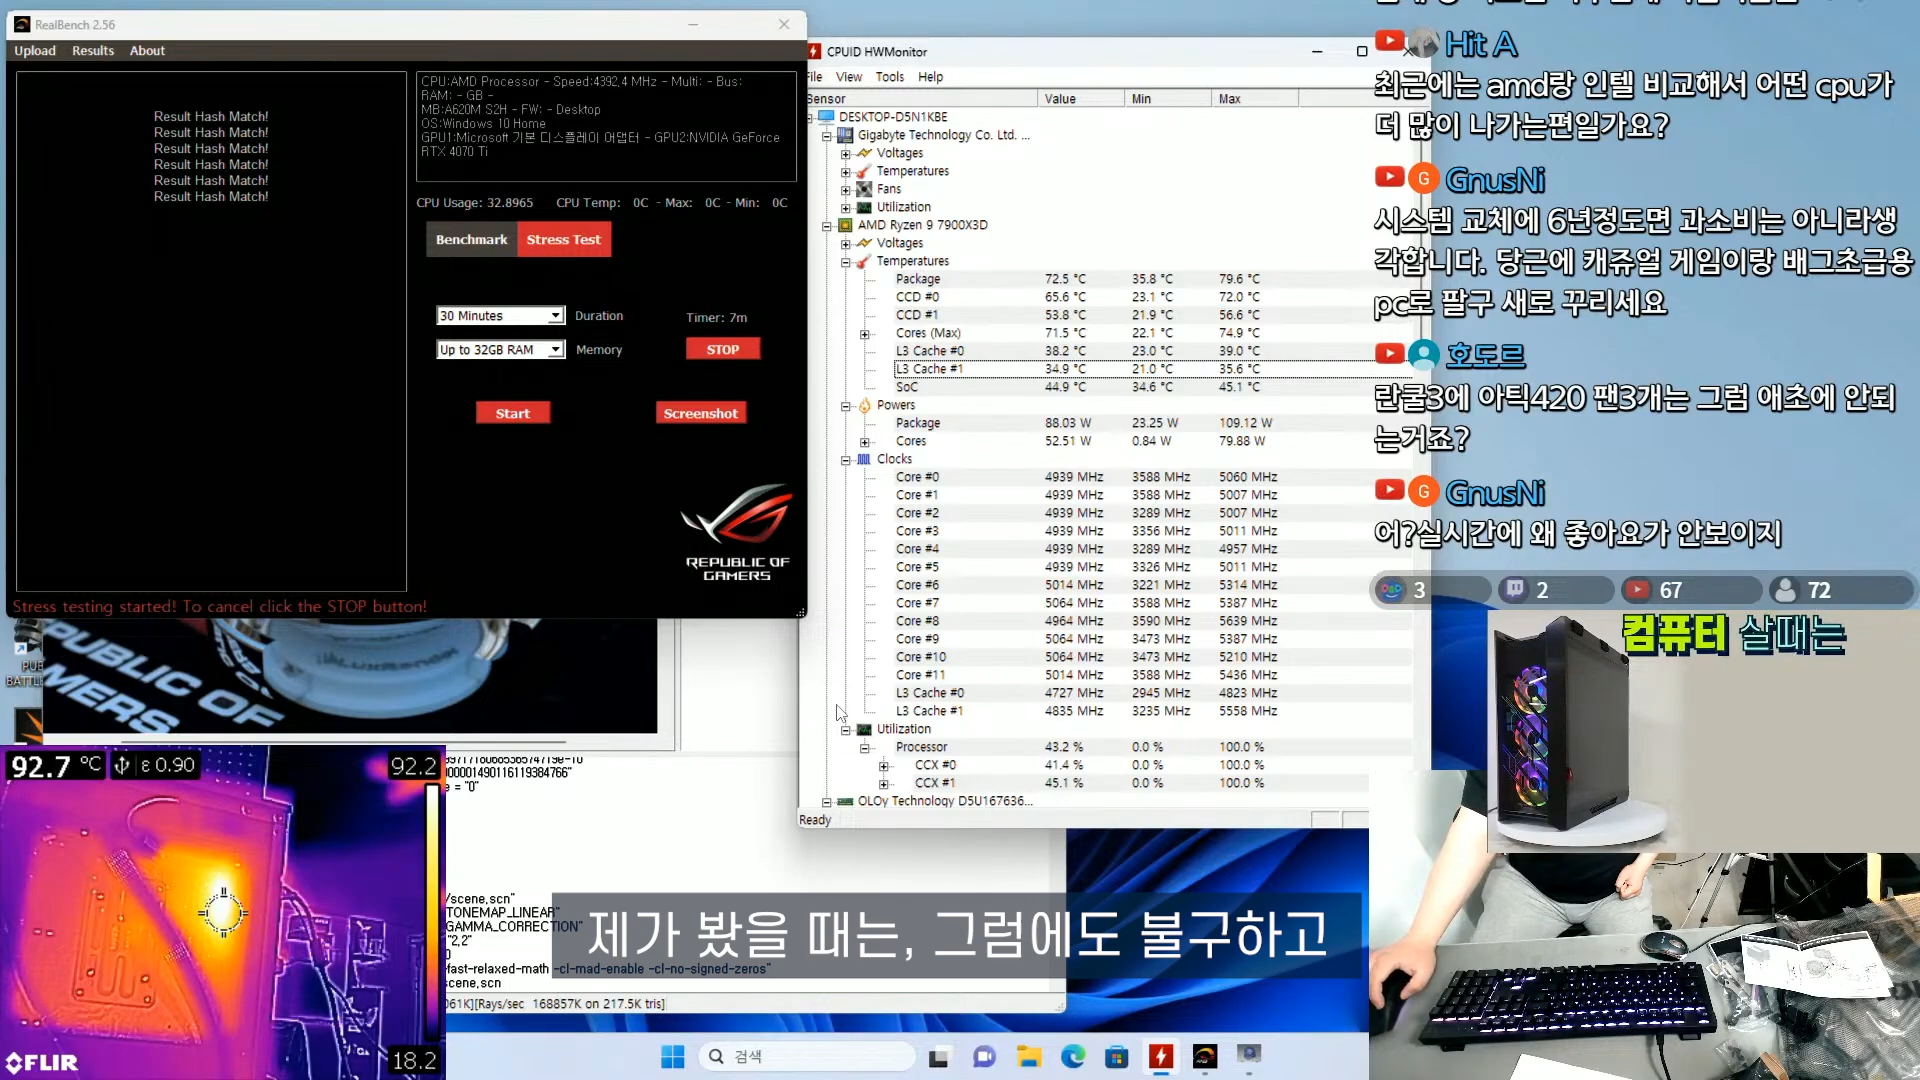 RealBench 2.56
Upload Results About
Result Hash Match!
Result Hash Match!
Result Hash Match!
Result Hash Match!
Result Hash Match!
Result Hash Match!
CPU:AMD Processor - Speed:4392,4 MHz - Multi: - Bus:
RAM: - GB -
MB:A620M S2H - FW: - Desktop
OS:Windows 10 Home
GPU1:Microsoft 기본 디스플레이 어댑터 - GPU2:NVIDIA GeForce
RTX 4070 Ti
CPU Usage: 32.8965 CPU Temp: 0C - Max: 0C - Min: 0C
Benchmark Stress Test
30 Minutes Duration Timer: 7m
Up to 32GB RAM Memory STOP
Start Screenshot
REPUBLIC OF
GAMERS
Stress testing started! To cancel click the STOP button!
CPUID HWMonitor
File View Tools Help
Sensor Value Min Max
DESKTOP-D5N1KBE
Gigabyte Technology Co. Ltd. ...
Voltages
Temperatures
Fans
Utilization
AMD Ryzen 9 7900X3D
Voltages
Temperatures
Package 72.5 °C 35.8 °C 79.6 °C
CCD #0 65.6 °C 23.1 °C 72.0 °C
CCD #1 53.8 °C 21.9 °C 56.6 °C
Cores (Max) 71.5 °C 22.1 °C 74.9 °C
L3 Cache #0 38.2 °C 23.0 °C 39.0 °C
L3 Cache #1 34.9 °C 21.0 °C 35.6 °C
SoC 44.9 °C 34.6 °C 45.1 °C
Powers
Package 88.03 W 23.25 W 109.12 W
Cores 52.51 W 0.84 W 79.88 W
Clocks
Core #0 4939 MHz 3588 MHz 5060 MHz
Core #1 4939 MHz 3588 MHz 5007 MHz
Core #2 4939 MHz 3289 MHz 5007 MHz
Core #3 4939 MHz 3356 MHz 5011 MHz
Core #4 4939 MHz 3289 MHz 4957 MHz
Core #5 4939 MHz 3326 MHz 5011 MHz
Core #6 5014 MHz 3221 MHz 5314 MHz
Core #7 5064 MHz 3588 MHz 5387 MHz
Core #8 4964 MHz 3590 MHz 5639 MHz
Core #9 5064 MHz 3473 MHz 5387 MHz
Core #10 5064 MHz 3473 MHz 5210 MHz
Core #11 5014 MHz 3588 MHz 5436 MHz
L3 Cache #0 4727 MHz 2945 MHz 4823 MHz
L3 Cache #1 4835 MHz 3235 MHz 5558 MHz
Utilization
Processor 43.2 % 0.0 % 100.0 %
CCX #0 41.4 % 0.0 % 100.0 %
CCX #1 45.1 % 0.0 % 100.0 %
OLOy Technology D5U167636...
Ready
Hit A
최근에는 amd랑 인텔 비교해서 어떤 cpu가
더 많이 나가는편일가요?
G GnusNi
시스템 교체에 6년정도면 과소비는 아니라생
각합니다. 당근에 캐쥬얼 게임이랑 배그초급용
pc로 팔구 새로 꾸리세요
호도르
란쿨3에 아틱420 팬3개는 그럼 애초에 안되
는거죠?
G GnusNi
어?실시간에 왜 좋아요가 안보이지
3 2 67 72
컴퓨터 살때는
PUBLIC OF
MERS
92.7 °C ε 0.90 92.2
18.2
FLIR
000001490116119384766"
e = "0"
/scene,scn"
TONEMAP_LINEAR"
GAMMA_CORRECTION"
"2,2"
fast-relaxed-math -cl-mad-enable -cl-no-signed-zeros"
scene,scn
061K][Rays/sec 168857K on 217.5K tris]
제가 봤을 때는, 그럼에도 불구하고
검색